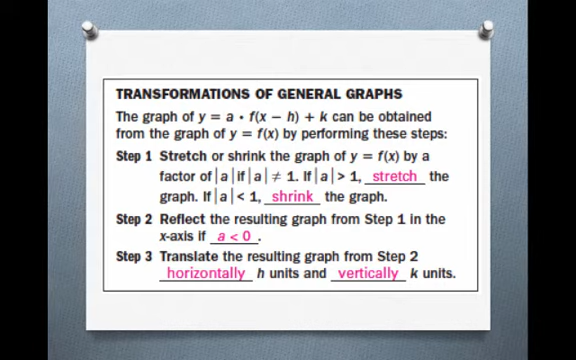 TRANSFORMATIONS OF GENERAL GRAPHS
The graph of y = a • f(x − h) + k can be obtained
from the graph of y = f(x) by performing these steps:
Step 1 Stretch or shrink the graph of y = f(x) by a
factor of |a| if |a| ≠ 1. If |a| > 1, stretch the
graph. If |a| < 1, shrink the graph.
Step 2 Reflect the resulting graph from Step 1 in the
x-axis if a < 0 .
Step 3 Translate the resulting graph from Step 2
horizontally h units and vertically k units.